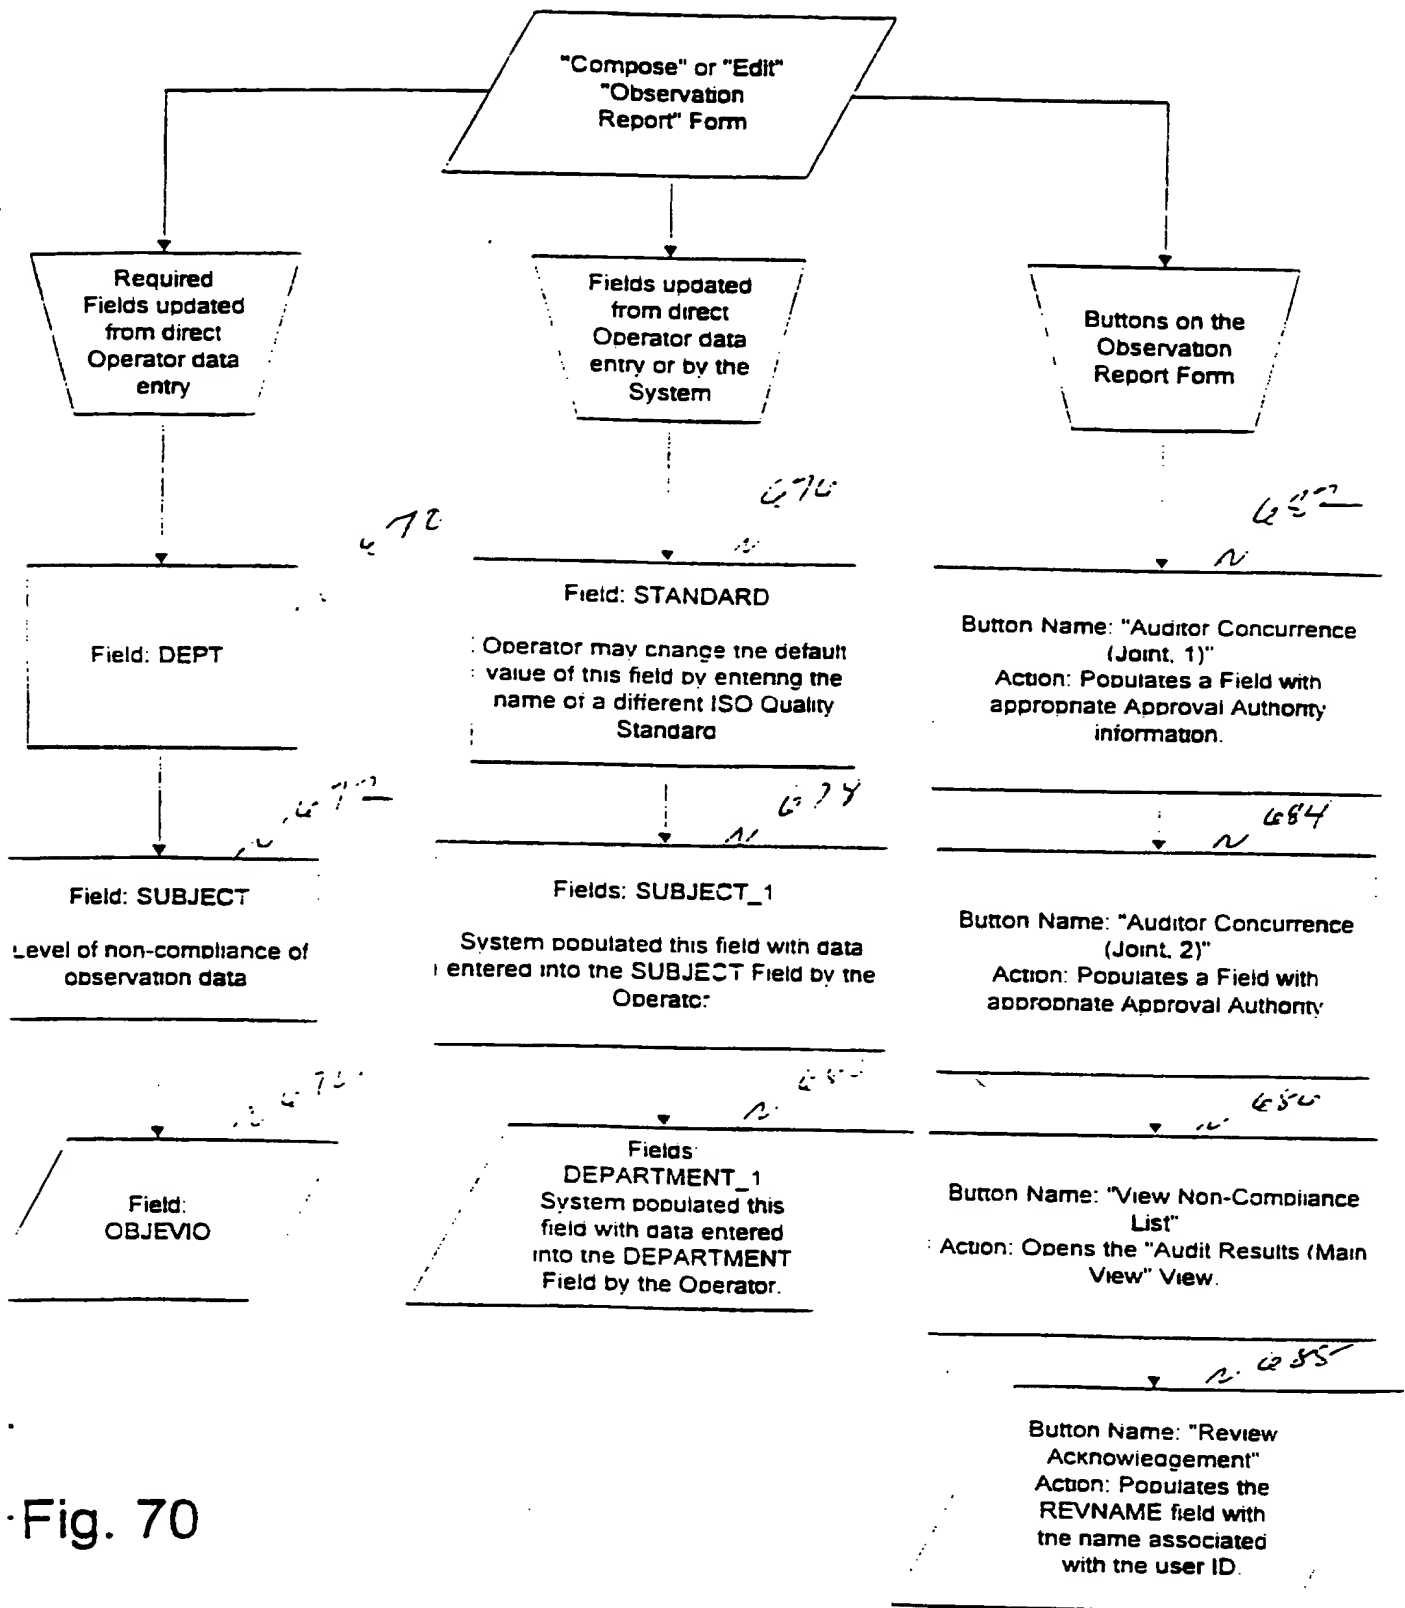 "Compose" or "Edit"
"Observation
Report" Form
Required
Fields updated
from direct
Operator data
entry
Fields updated
from direct
Operator data
entry or by the
System
Buttons on the
Observation
Report Form
Field: DEPT
Field: SUBJECT
Level of non-compliance of
observation data
Field:
OBJEVIO
Field: STANDARD
Operator may change the default
value of this field by entering the
name of a different ISO Quality
Standard
678
Fields: SUBJECT_1
System populated this field with data
entered into the SUBJECT Field by the
Operator
Fields
DEPARTMENT_1
System populated this
field with data entered
into the DEPARTMENT
Field by the Operator.
Button Name: "Auditor Concurrence
(Joint, 1)"
Action: Populates a Field with
appropriate Approval Authority
information.
684
Button Name: "Auditor Concurrence
(Joint, 2)"
Action: Populates a Field with
appropriate Approval Authority
Button Name: "View Non-Compliance
List"
Action: Opens the "Audit Results (Main
View" View.
Button Name: "Review
Acknowledgement"
Action: Populates the
REVNAME field with
the name associated
with the user ID.
Fig. 70